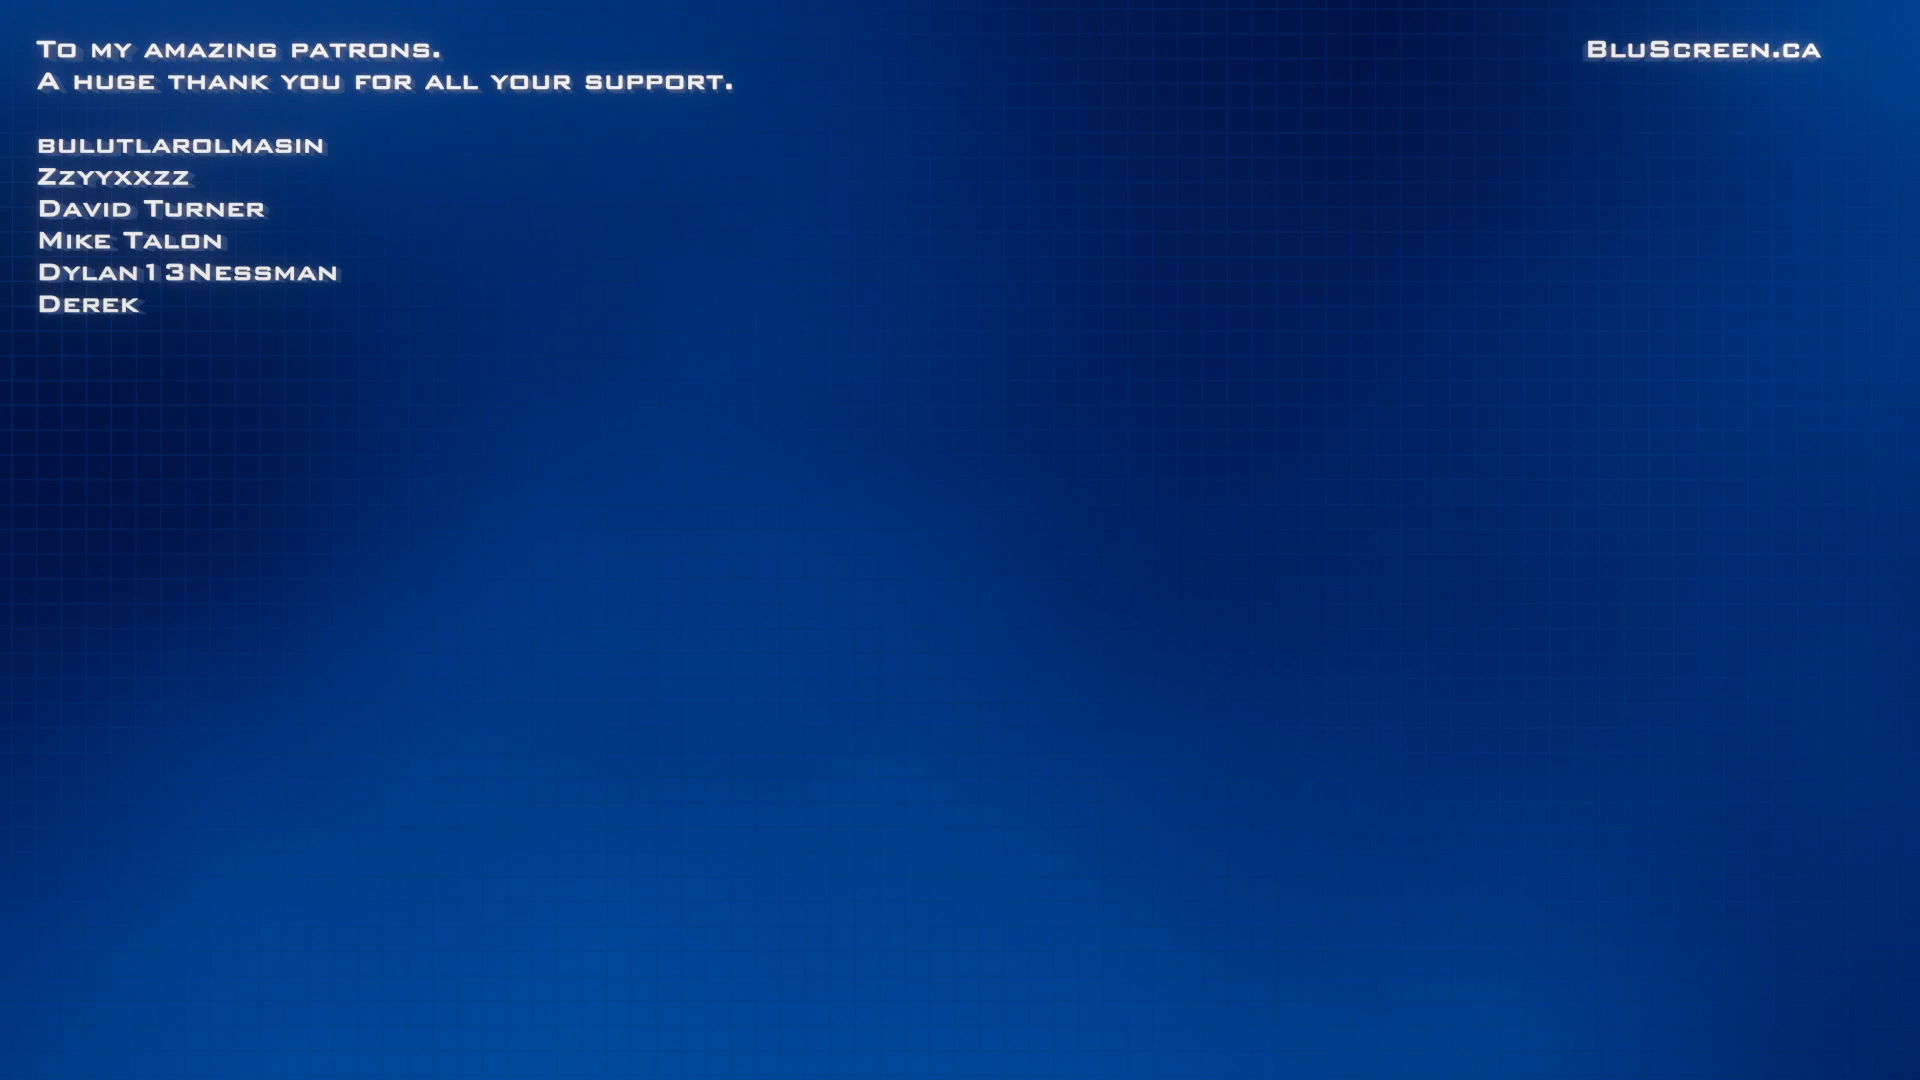 To my amazing patrons.
A huge thank you for all your support.
BluScreen.ca
bulutlarolmasin
Zzyyxxzz
David Turner
Mike Talon
Dylan13Nessman
Derek